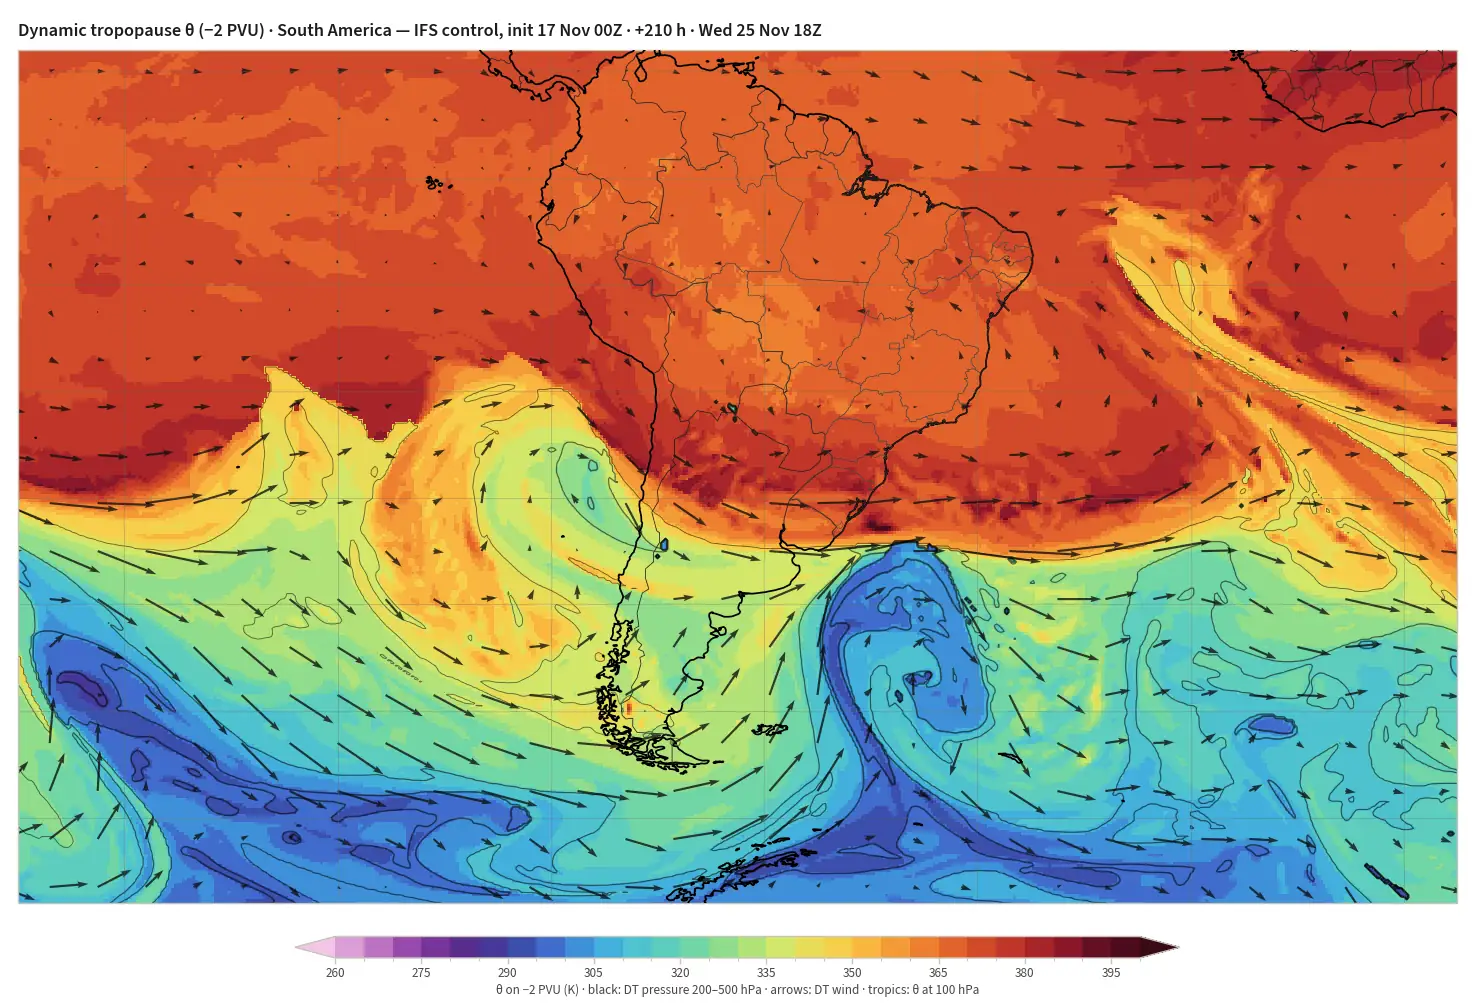 Dynamic tropopause θ (−2 PVU) · South America — IFS control, init 17 Nov 00Z · +210 h · Wed 25 Nov 18Z
260 275 290 305 320 335 350 365 380 395
θ on −2 PVU (K) · black: DT pressure 200–500 hPa · arrows: DT wind · tropics: θ at 100 hPa